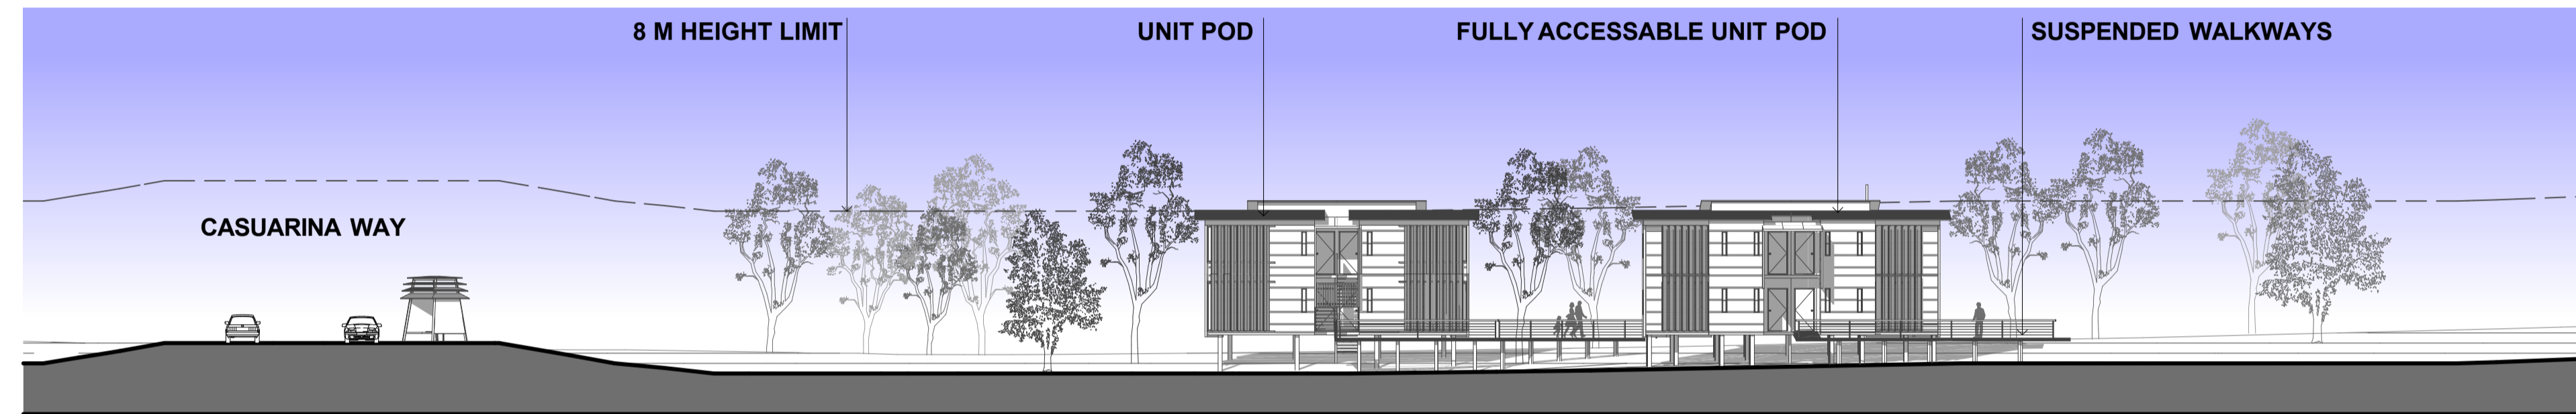 8 M HEIGHT LIMIT
UNIT POD
FULLY ACCESSABLE UNIT POD
SUSPENDED WALKWAYS
CASUARINA WAY